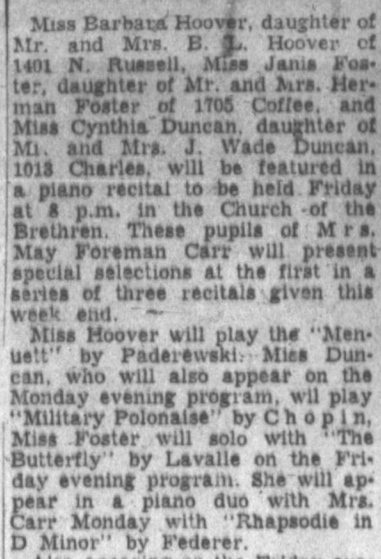 Miss Barbara Hoover, daughter of
Mr. and Mrs. B. L. Hoover of
1401 N. Russell, Miss Janis Fos-
ter, daughter of Mr. and Mrs. Her-
man Foster of 1705 Coffee, and
Miss Cynthia Duncan, daughter of
Mr. and Mrs. J. Wade Duncan,
1013 Charles, will be featured in
a piano recital to be held Friday
at 8 p.m. in the Church of the
Brethren. These pupils of Mrs.
May Foreman Carr will present
special selections at the first in a
series of three recitals given this
week end.
Miss Hoover will play the "Men-
uett" by Paderewski. Miss Dun-
can, who will also appear on the
Monday evening program, wil play
"Military Polonaise" by Chopin,
Miss Foster will solo with "The
Butterfly" by Lavalle on the Fri-
day evening program. She will ap-
pear in a piano duo with Mrs.
Carr Monday with "Rhapsodie in
D Minor" by Federer.